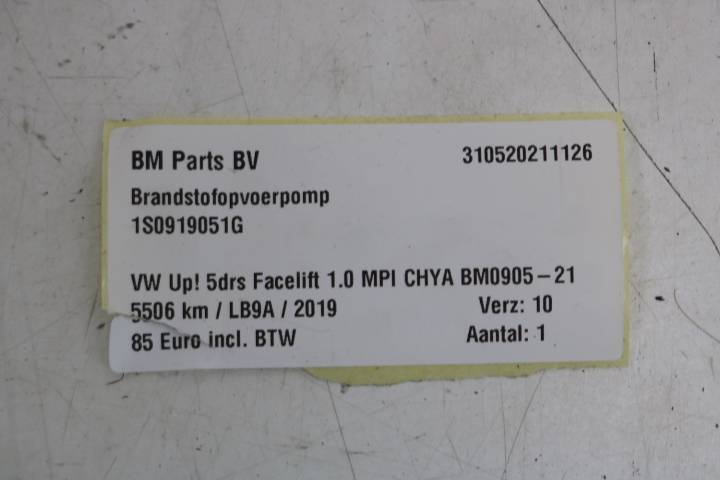 BM Parts BV 310520211126
Brandstofopvoerpomp
1S0919051G
VW Up! 5drs Facelift 1.0 MPI CHYA BM0905-21
5506 km / LB9A / 2019 Verz: 10
85 Euro incl. BTW Aantal: 1